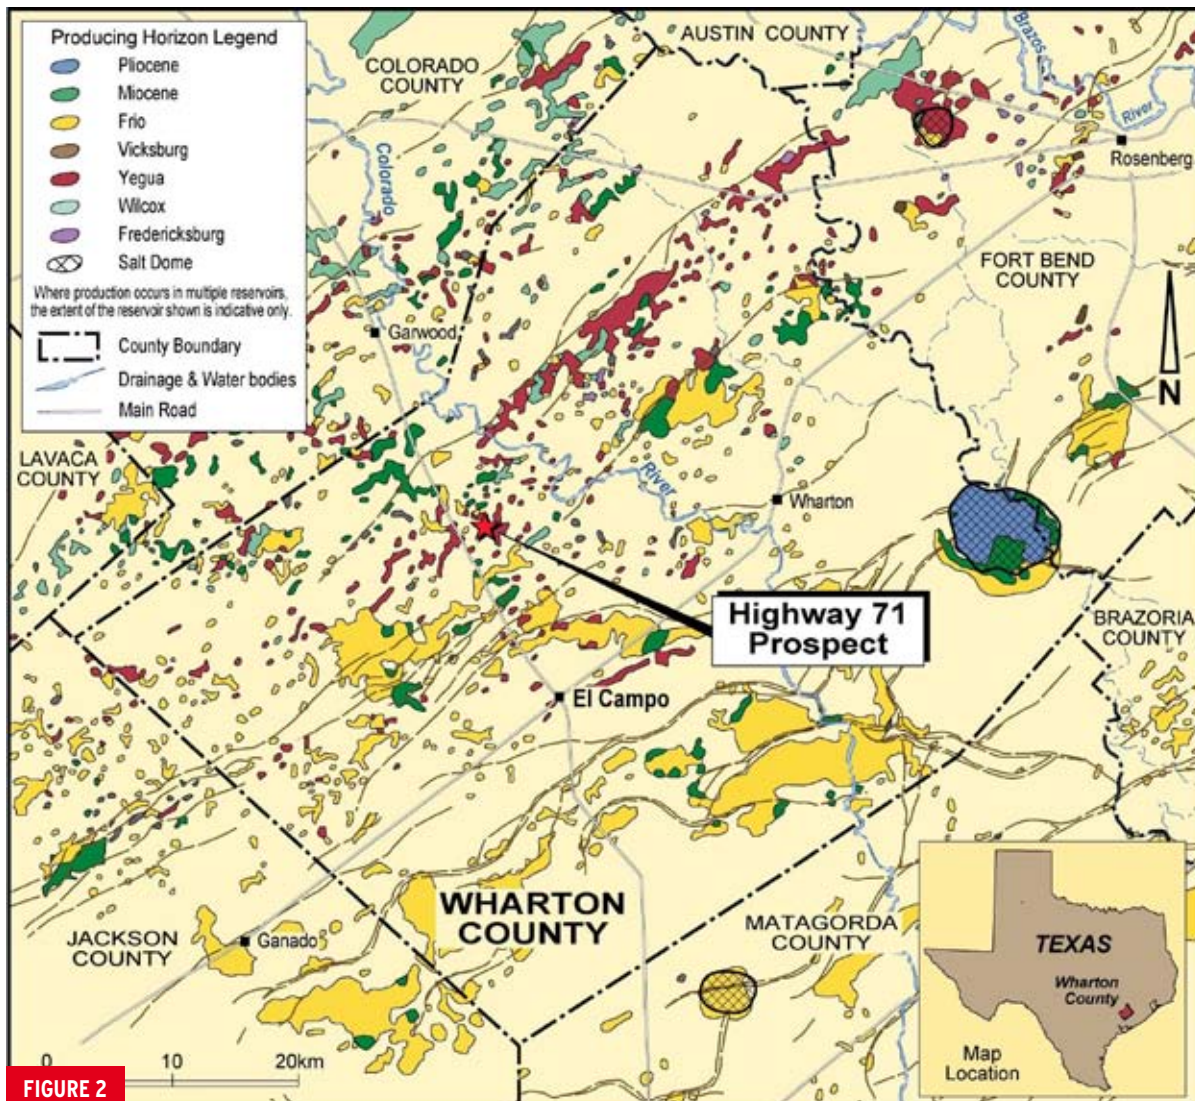 Producing Horizon Legend
Pliocene
Miocene
Frio
Vicksburg
Yegua
Wilcox
Fredericksburg
Salt Dome
Where production occurs in multiple reservoirs,
the extent of the reservoir shown is indicative only.
County Boundary
Drainage & Water bodies
Main Road
COLORADO
COUNTY
AUSTIN COUNTY
Brazos
River
Rosenberg
Colorado
FORT BEND
COUNTY
Garwood
N
LAVACA
COUNTY
River
Wharton
Highway 71
Prospect
BRAZORIA
COUNTY
El Campo
WHARTON
COUNTY
MATAGORDA
COUNTY
JACKSON
COUNTY
Ganado
TEXAS
Wharton
County
Map
Location
0 10 20km
FIGURE 2